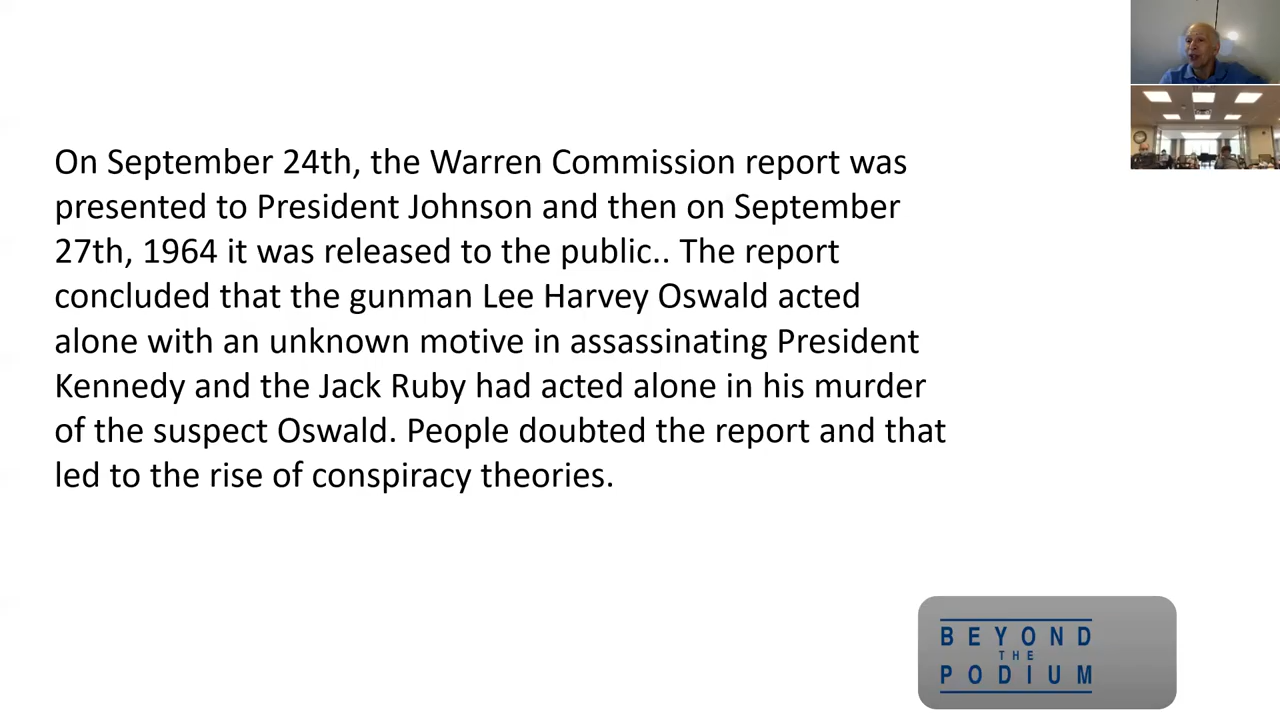 On September 24th, the Warren Commission report was
presented to President Johnson and then on September
27th, 1964 it was released to the public.. The report
concluded that the gunman Lee Harvey Oswald acted
alone with an unknown motive in assassinating President
Kennedy and the Jack Ruby had acted alone in his murder
of the suspect Oswald. People doubted the report and that
led to the rise of conspiracy theories.
BEYOND
THE
PODIUM